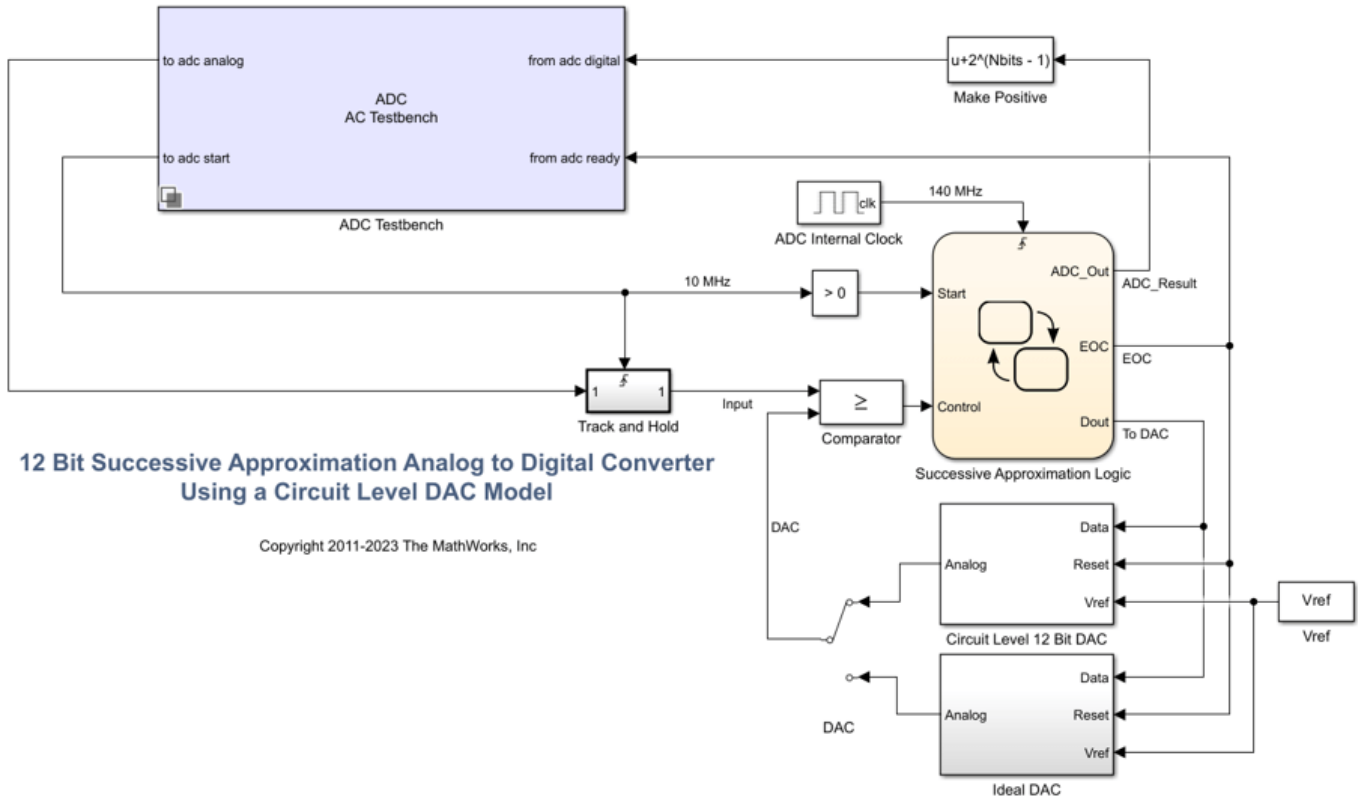 to adc analog
from adc digital
ADC
AC Testbench
to adc start
from adc ready
ADC Testbench
u+2^(Nbits - 1)
Make Positive
clk
140 MHz
ADC Internal Clock
10 MHz
> 0
Start
ADC_Out
ADC_Result
EOC
EOC
Control
Dout
To DAC
Successive Approximation Logic
1
1
Track and Hold
Input
≥
Comparator
12 Bit Successive Approximation Analog to Digital Converter
Using a Circuit Level DAC Model
Copyright 2011-2023 The MathWorks, Inc
DAC
Data
Analog
Reset
Vref
Circuit Level 12 Bit DAC
Vref
Vref
DAC
Data
Analog
Reset
Vref
Ideal DAC